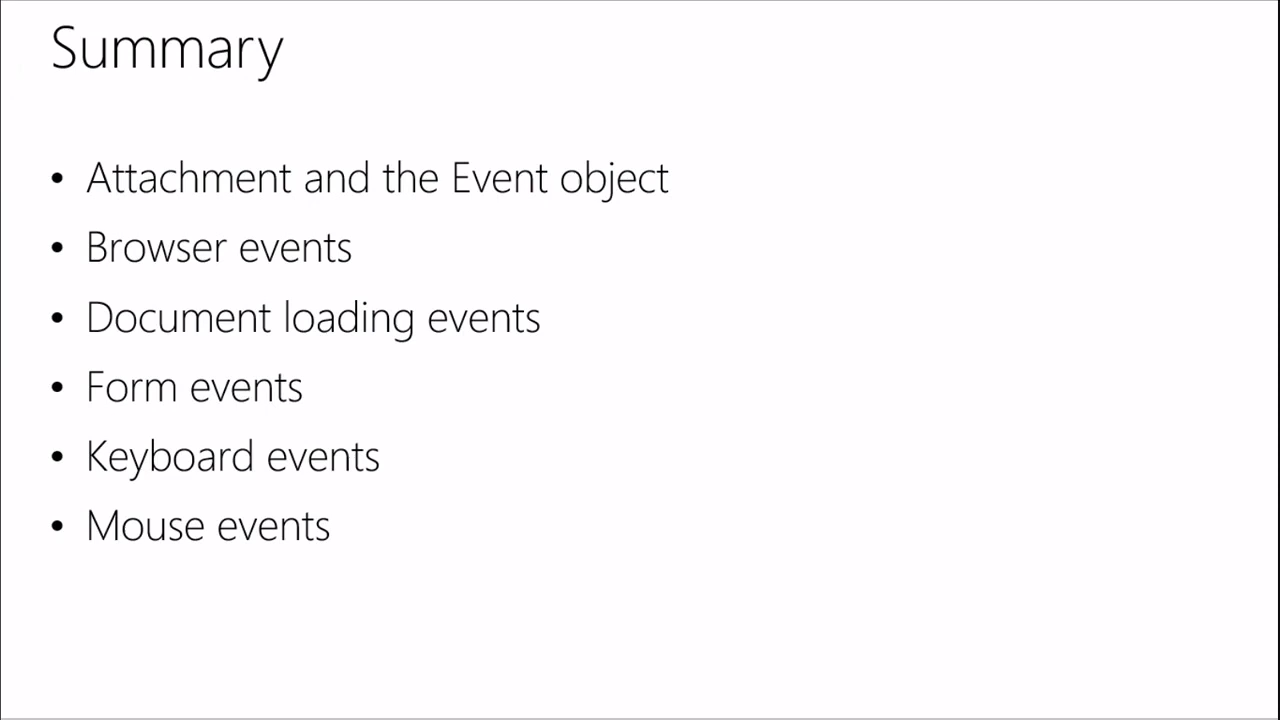 Summary
• Attachment and the Event object
• Browser events
• Document loading events
• Form events
• Keyboard events
• Mouse events